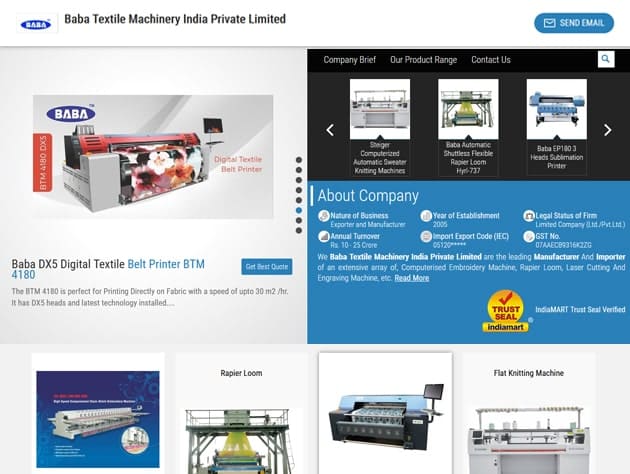 BABA
Baba Textile Machinery India Private Limited
SEND EMAIL
Company Brief
Our Product Range
Contact Us
BABA TM
BTM 4180 DX5
Digital Textile
Belt Printer
Baba DX5 Digital Textile Belt Printer BTM
4180
Get Best Quote
The BTM 4180 is perfect for Printing Directly on Fabric with a speed of upto 30 m2 /hr.
It has DX5 heads and latest technology installed....
Steiger
Computerized
Automatic Sweater
Knitting Machines
Baba Automatic
Shuttless Flexible
Rapier Loom
Hyrl-737
Baba EP180 3
Heads Sublimation
Printer
About Company
Nature of Business
Exporter and Manufacturer
Year of Establishment
2005
Legal Status of Firm
Limited Company (Ltd./Pvt.Ltd.)
Annual Turnover
Rs. 10 - 25 Crore
Import Export Code (IEC)
05120*****
GST No.
07AAECB9316K2ZG
We Baba Textile Machinery India Private Limited are the leading Manufacturer And Importer
of an extensive array of, Computerised Embroidery Machine, Rapier Loom, Laser Cutting And
Engraving Machine, etc. Read More
TRUST
SEAL
indiamart
IndiaMART Trust Seal Verified
Rapier Loom
Flat Knitting Machine